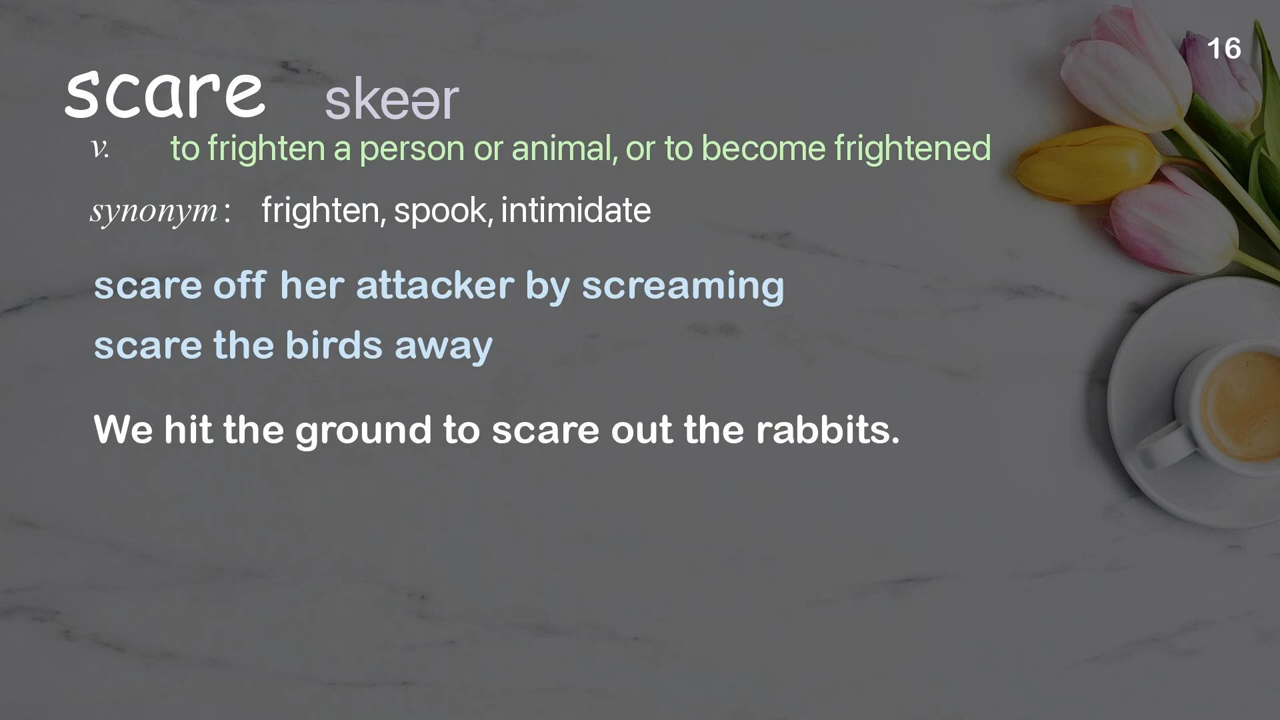 16
scare skeər
v. to frighten a person or animal, or to become frightened
synonym: frighten, spook, intimidate
scare off her attacker by screaming
scare the birds away
We hit the ground to scare out the rabbits.